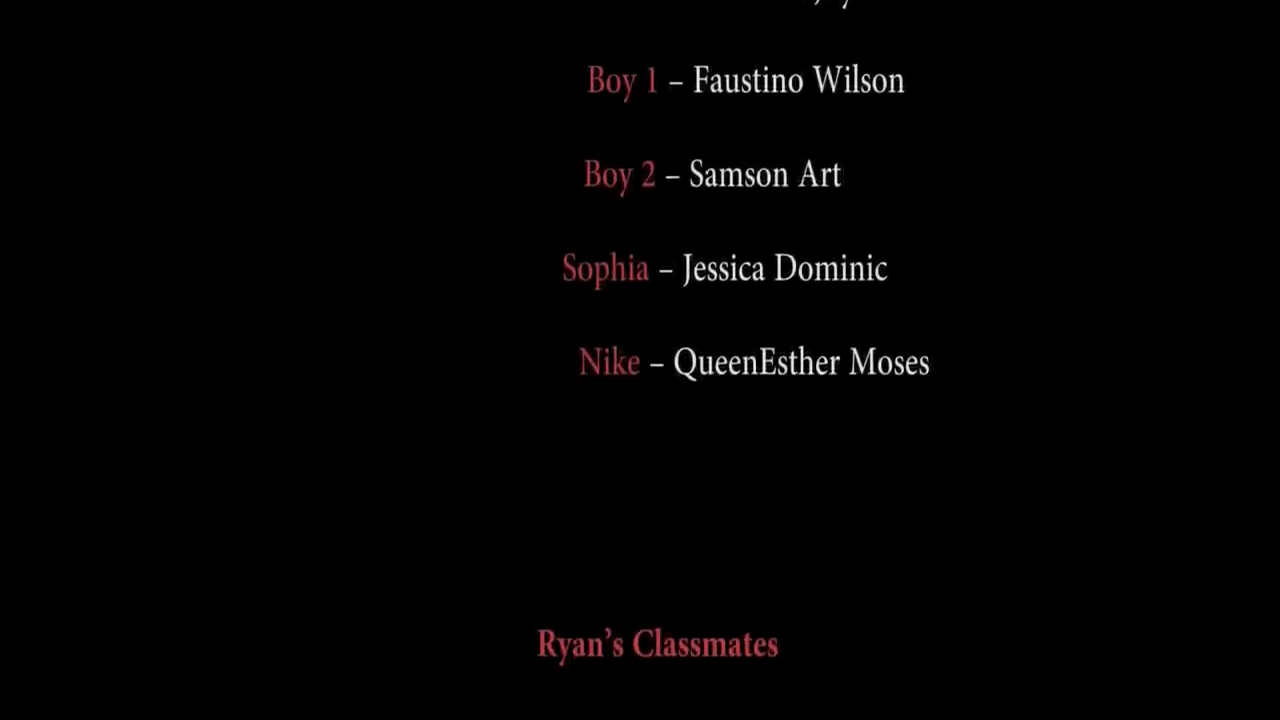 Boy 1 – Faustino Wilson
Boy 2 – Samson Art
Sophia – Jessica Dominic
Nike – QueenEsther Moses
Ryan’s Classmates